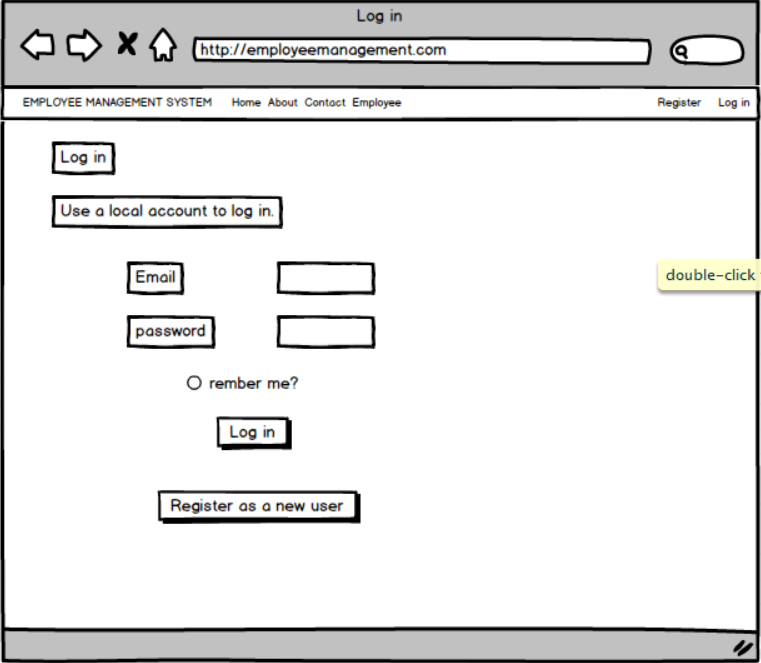 Log in
http://employeemanagement.com
EMPLOYEE MANAGEMENT SYSTEM Home About Contact Employee Register Log in
Log in
Use a local account to log in.
double-click
Email
password
rember me?
Log in
Register as a new user